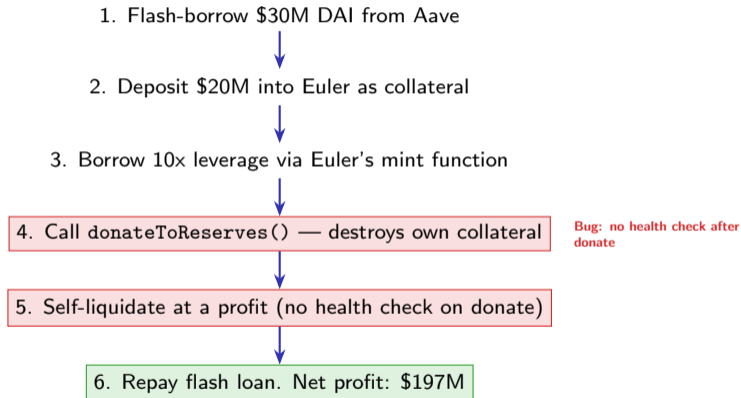 1. Flash-borrow $30M DAI from Aave
2. Deposit $20M into Euler as collateral
3. Borrow 10x leverage via Euler's mint function
4. Call donateToReserves() — destroys own collateral
Bug: no health check after
donate
5. Self-liquidate at a profit (no health check on donate)
6. Repay flash loan. Net profit: $197M